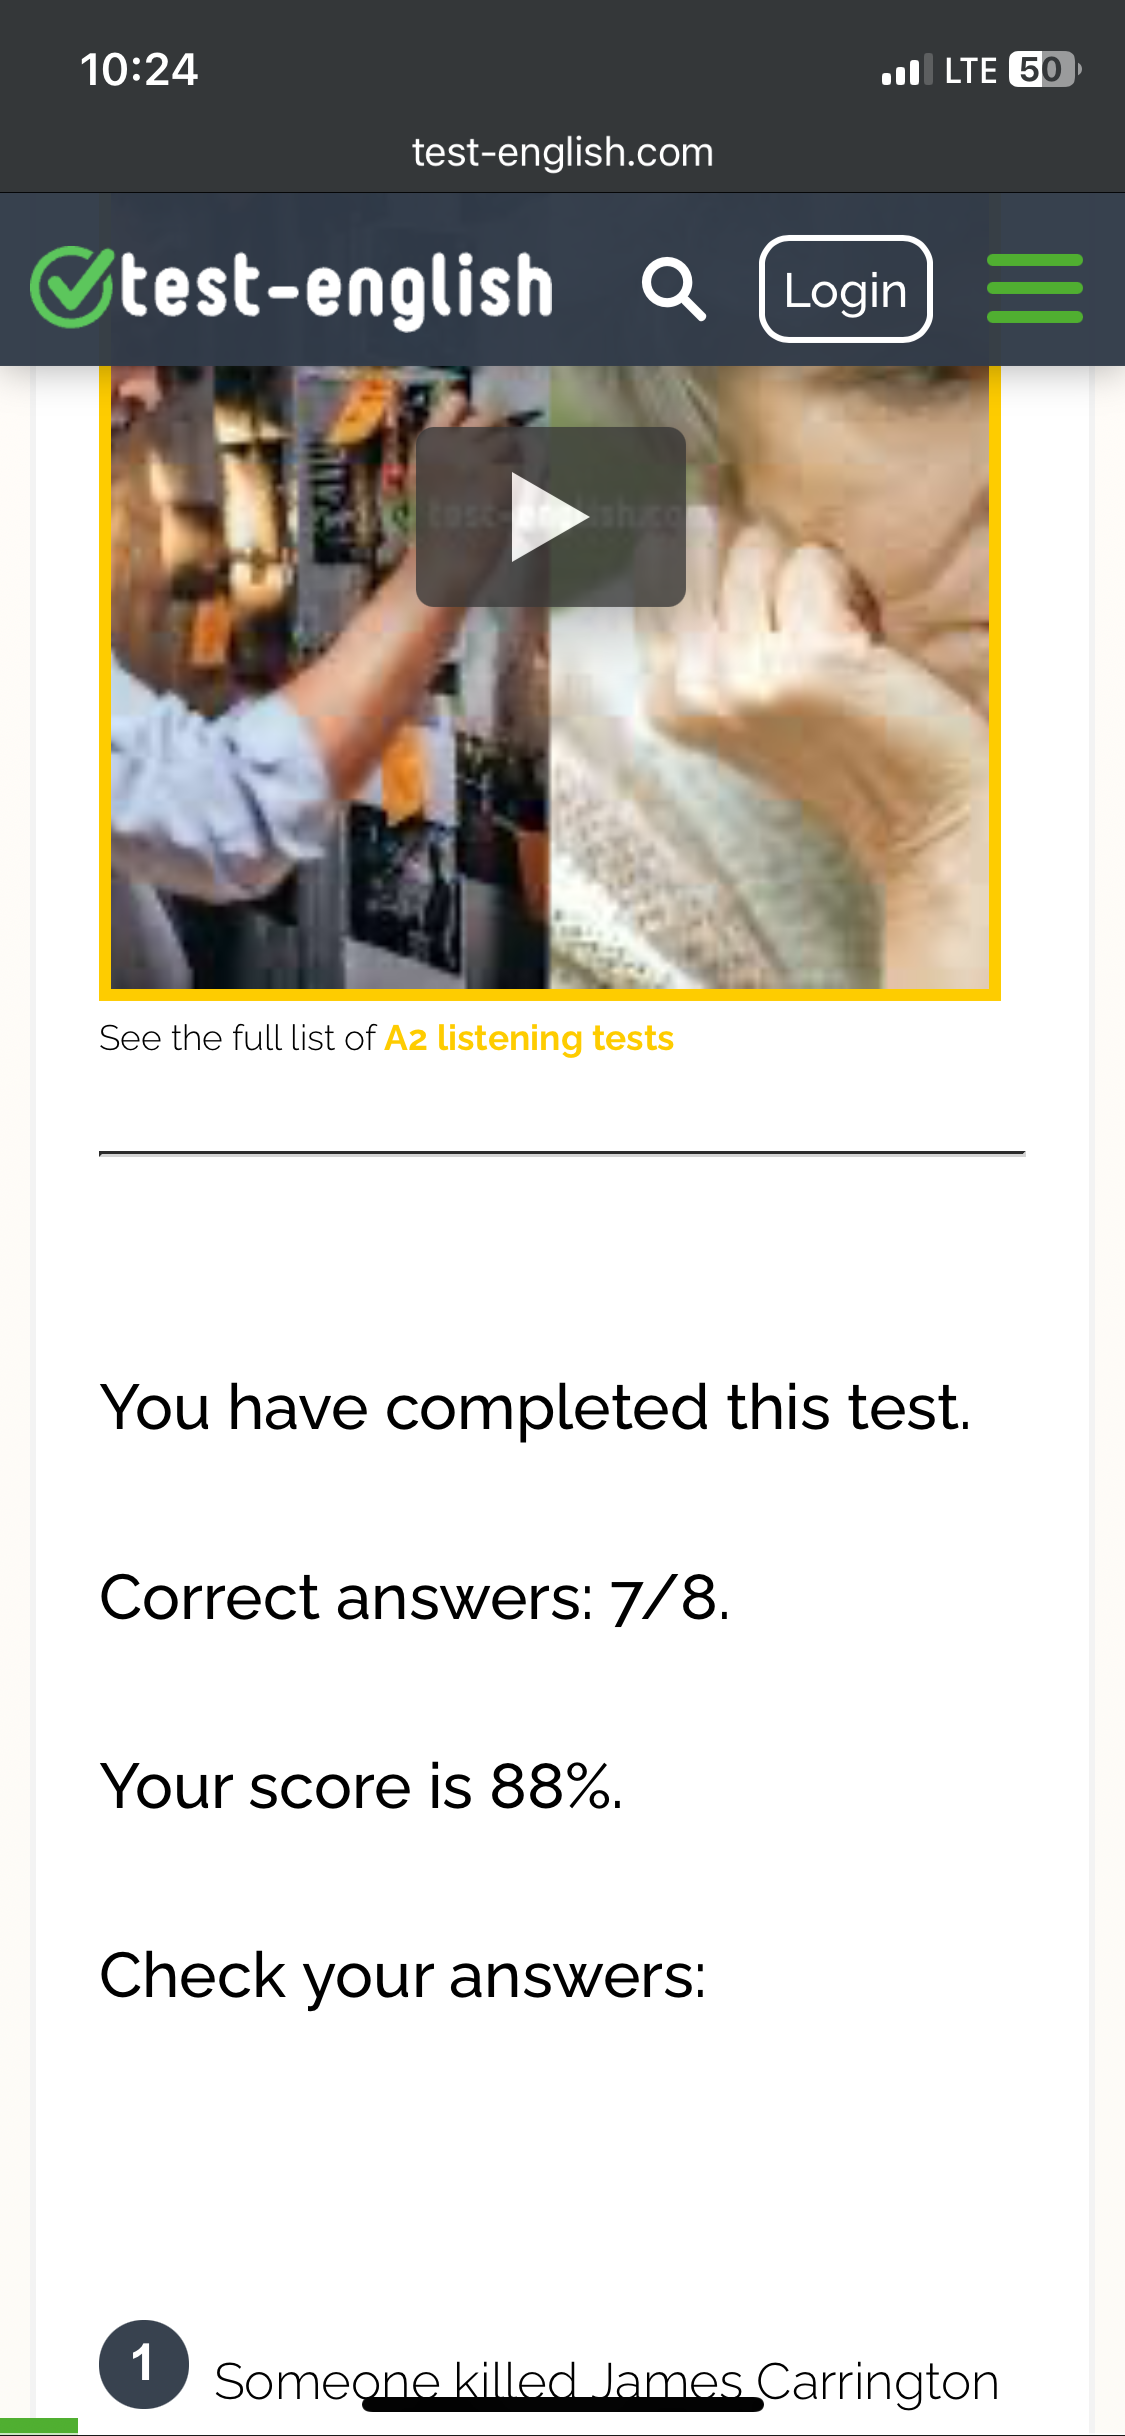 10:24
LTE 50
test-english.com
test-english
Login
See the full list of A2 listening tests
You have completed this test.
Correct answers: 7/8.
Your score is 88%.
Check your answers:
1
Someone killed James Carrington